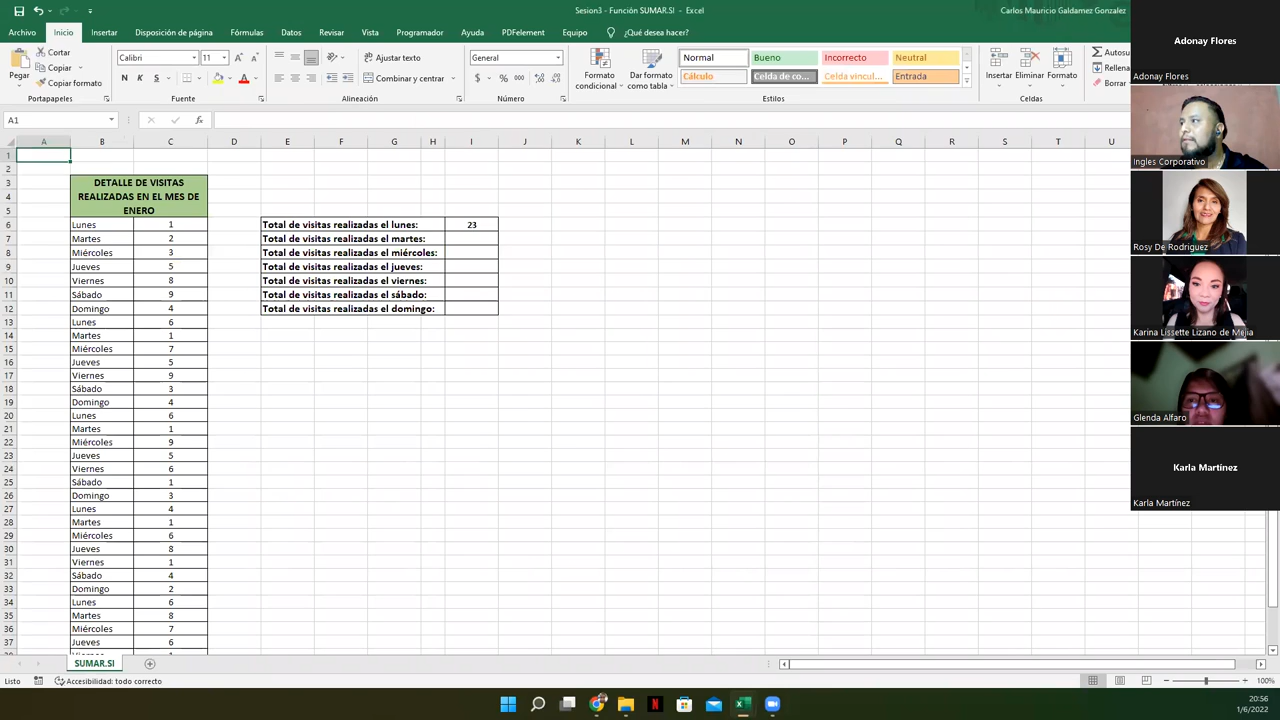 Sesion3 - Función SUMAR.SI - Excel
Carlos Mauricio Galdamez Gonzalez
Archivo Inicio Insertar Disposición de página Fórmulas Datos Revisar Vista Programador Ayuda PDFelement Equipo ¿Qué desea hacer?
Pegar
Cortar
Copiar
Copiar formato
Calibri 11
N K S
Ajustar texto
Combinar y centrar
General
$ % 000
Formato condicional
Dar formato como tabla
Normal Bueno Incorrecto Neutral
Cálculo Celda de co... Celda vincul... Entrada
Insertar Eliminar Formato
Autosu
Rellena
Borrar
Portapapeles Fuente Alineación Número Estilos Celdas
A1 fx
A B C D E F G H I J K L M N O P Q R S T U
1
2
3 DETALLE DE VISITAS
4 REALIZADAS EN EL MES DE
5 ENERO
6 Lunes 1 Total de visitas realizadas el lunes: 23
7 Martes 2 Total de visitas realizadas el martes:
8 Miércoles 3 Total de visitas realizadas el miércoles:
9 Jueves 5 Total de visitas realizadas el jueves:
10 Viernes 8 Total de visitas realizadas el viernes:
11 Sábado 9 Total de visitas realizadas el sábado:
12 Domingo 4 Total de visitas realizadas el domingo:
13 Lunes 6
14 Martes 1
15 Miércoles 7
16 Jueves 5
17 Viernes 9
18 Sábado 3
19 Domingo 4
20 Lunes 6
21 Martes 1
22 Miércoles 9
23 Jueves 5
24 Viernes 6
25 Sábado 1
26 Domingo 3
27 Lunes 4
28 Martes 1
29 Miércoles 6
30 Jueves 8
31 Viernes 1
32 Sábado 4
33 Domingo 2
34 Lunes 6
35 Martes 8
36 Miércoles 7
37 Jueves 6
SUMAR.SI
Listo Accesibilidad: todo correcto 100%
20:56
1/6/2022
Adonay Flores
Adonay Flores
Ingles Corporativo
Rosy De Rodriguez
Karina Lissette Lizano de Mejia
Glenda Alfaro
Karla Martínez
Karla Martínez